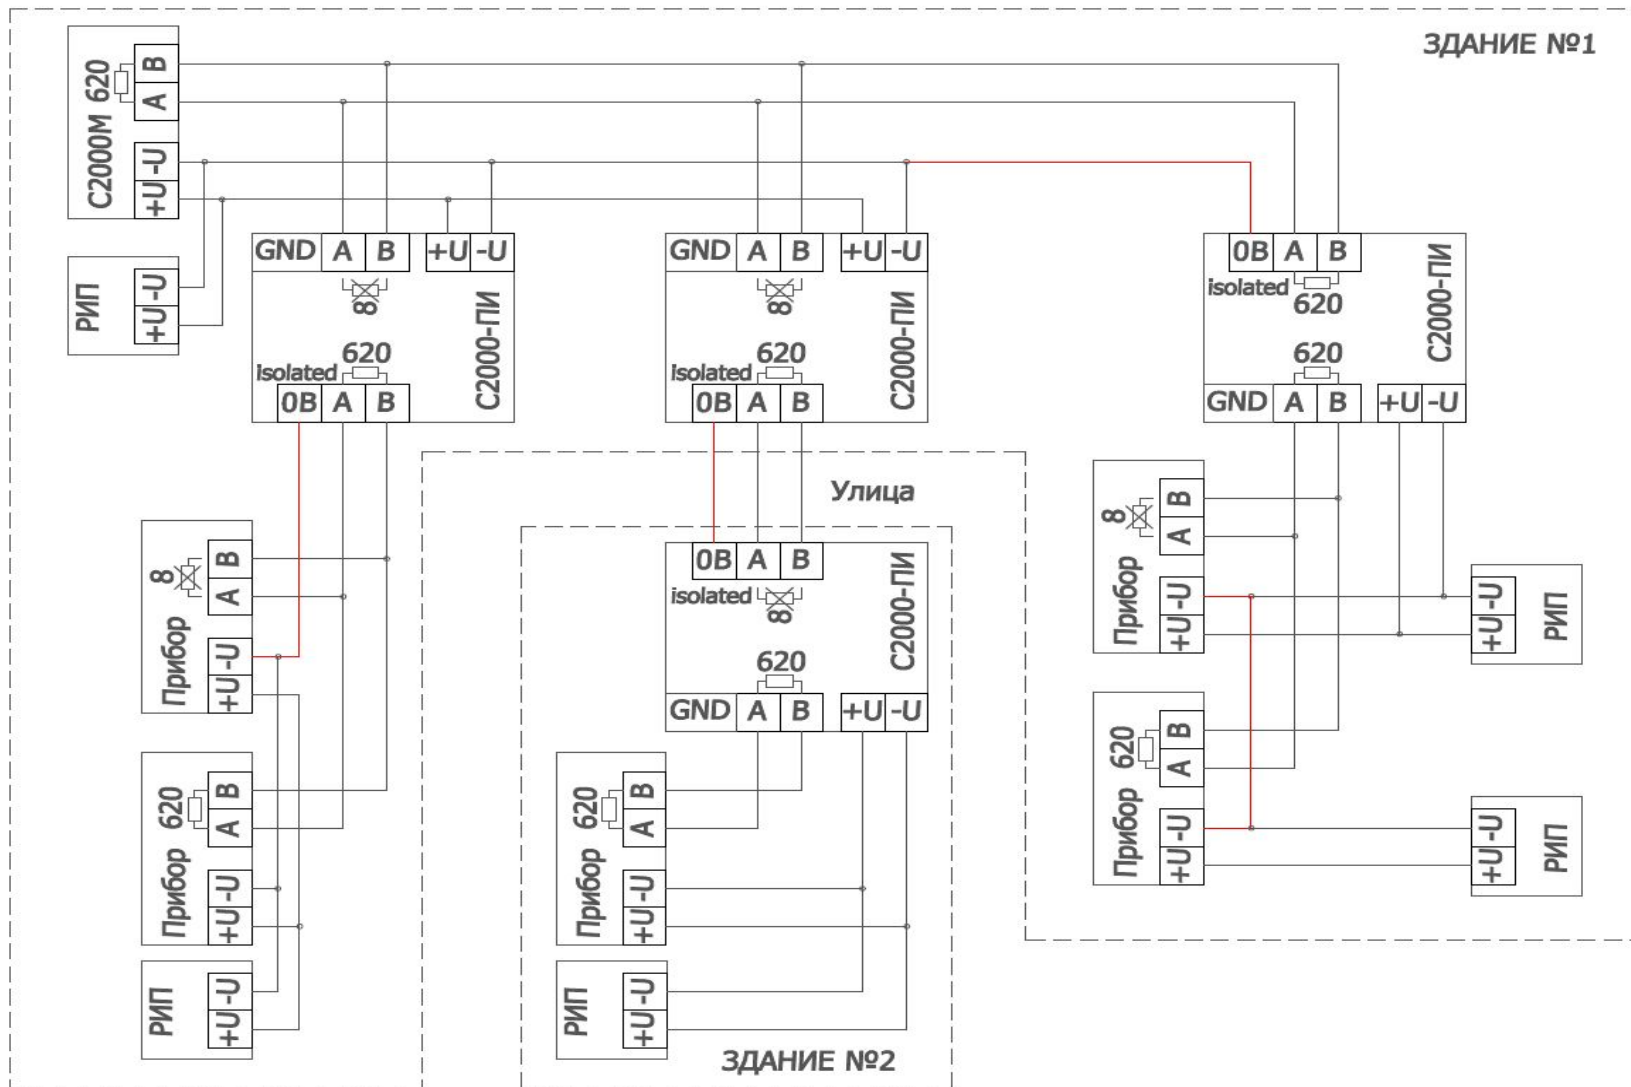 ЗДАНИЕ №1
С2000М
620
B
A
-U
+U
РИП
-U
+U
GND A B +U -U
8
С2000-ПИ
620
isolated
0В A B
GND A B +U -U
8
С2000-ПИ
620
isolated
0В A B
0В A B
isolated
620
С2000-ПИ
620
GND A B +U -U
Улица
Прибор
8
B
A
-U
+U
Прибор
620
B
A
-U
+U
РИП
-U
+U
0В A B
isolated
8
С2000-ПИ
620
GND A B +U -U
Прибор
620
B
A
-U
+U
РИП
-U
+U
ЗДАНИЕ №2
Прибор
8
B
A
-U
+U
РИП
-U
+U
Прибор
620
B
A
-U
+U
РИП
-U
+U